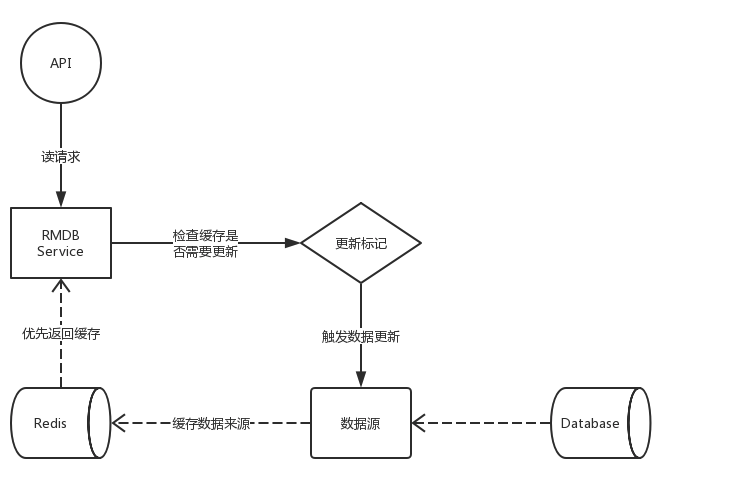 API
读请求
RMDB
Service
检查缓存是
否需要更新
更新标记
优先返回缓存
触发数据更新
Redis
缓存数据来源
数据源
Database